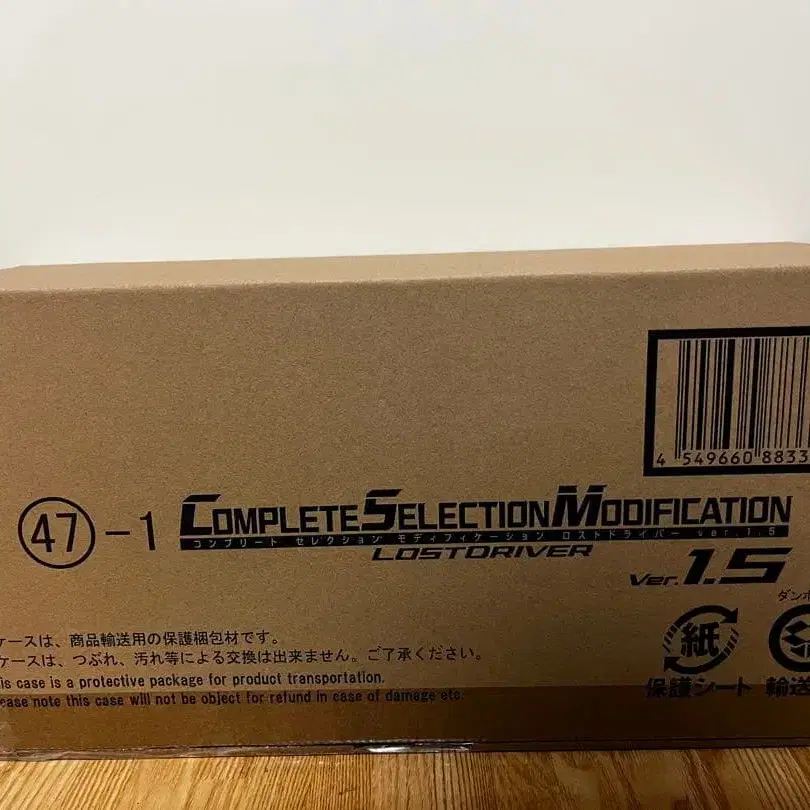 4 549660 8833
47-1 COMPLETE SELECTION MODIFICATION
コンプリート セレクション モディフィケーション ロストドライバー ver.1.5
LOSTDRIVER
Ver.1.5
ダンボ
紙
保護シート
輸送
ケースは、商品輸送用の保護梱包材です。
ケースは、つぶれ、汚れ等による交換は出来ません。ご了承ください。
is case is a protective package for product transportation.
ease note this case will not be object for refund in case of damage etc.